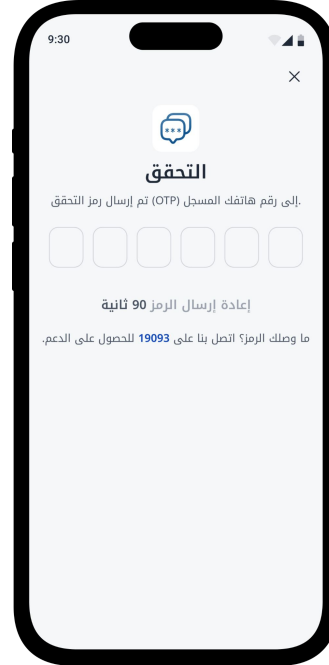 9:30
التحقق
تم إرسال رمز التحقق (OTP) إلى رقم هاتفك المسجل.
إعادة إرسال الرمز 90 ثانية
ما وصلك الرمز؟ اتصل بنا على 19093 للحصول على الدعم.